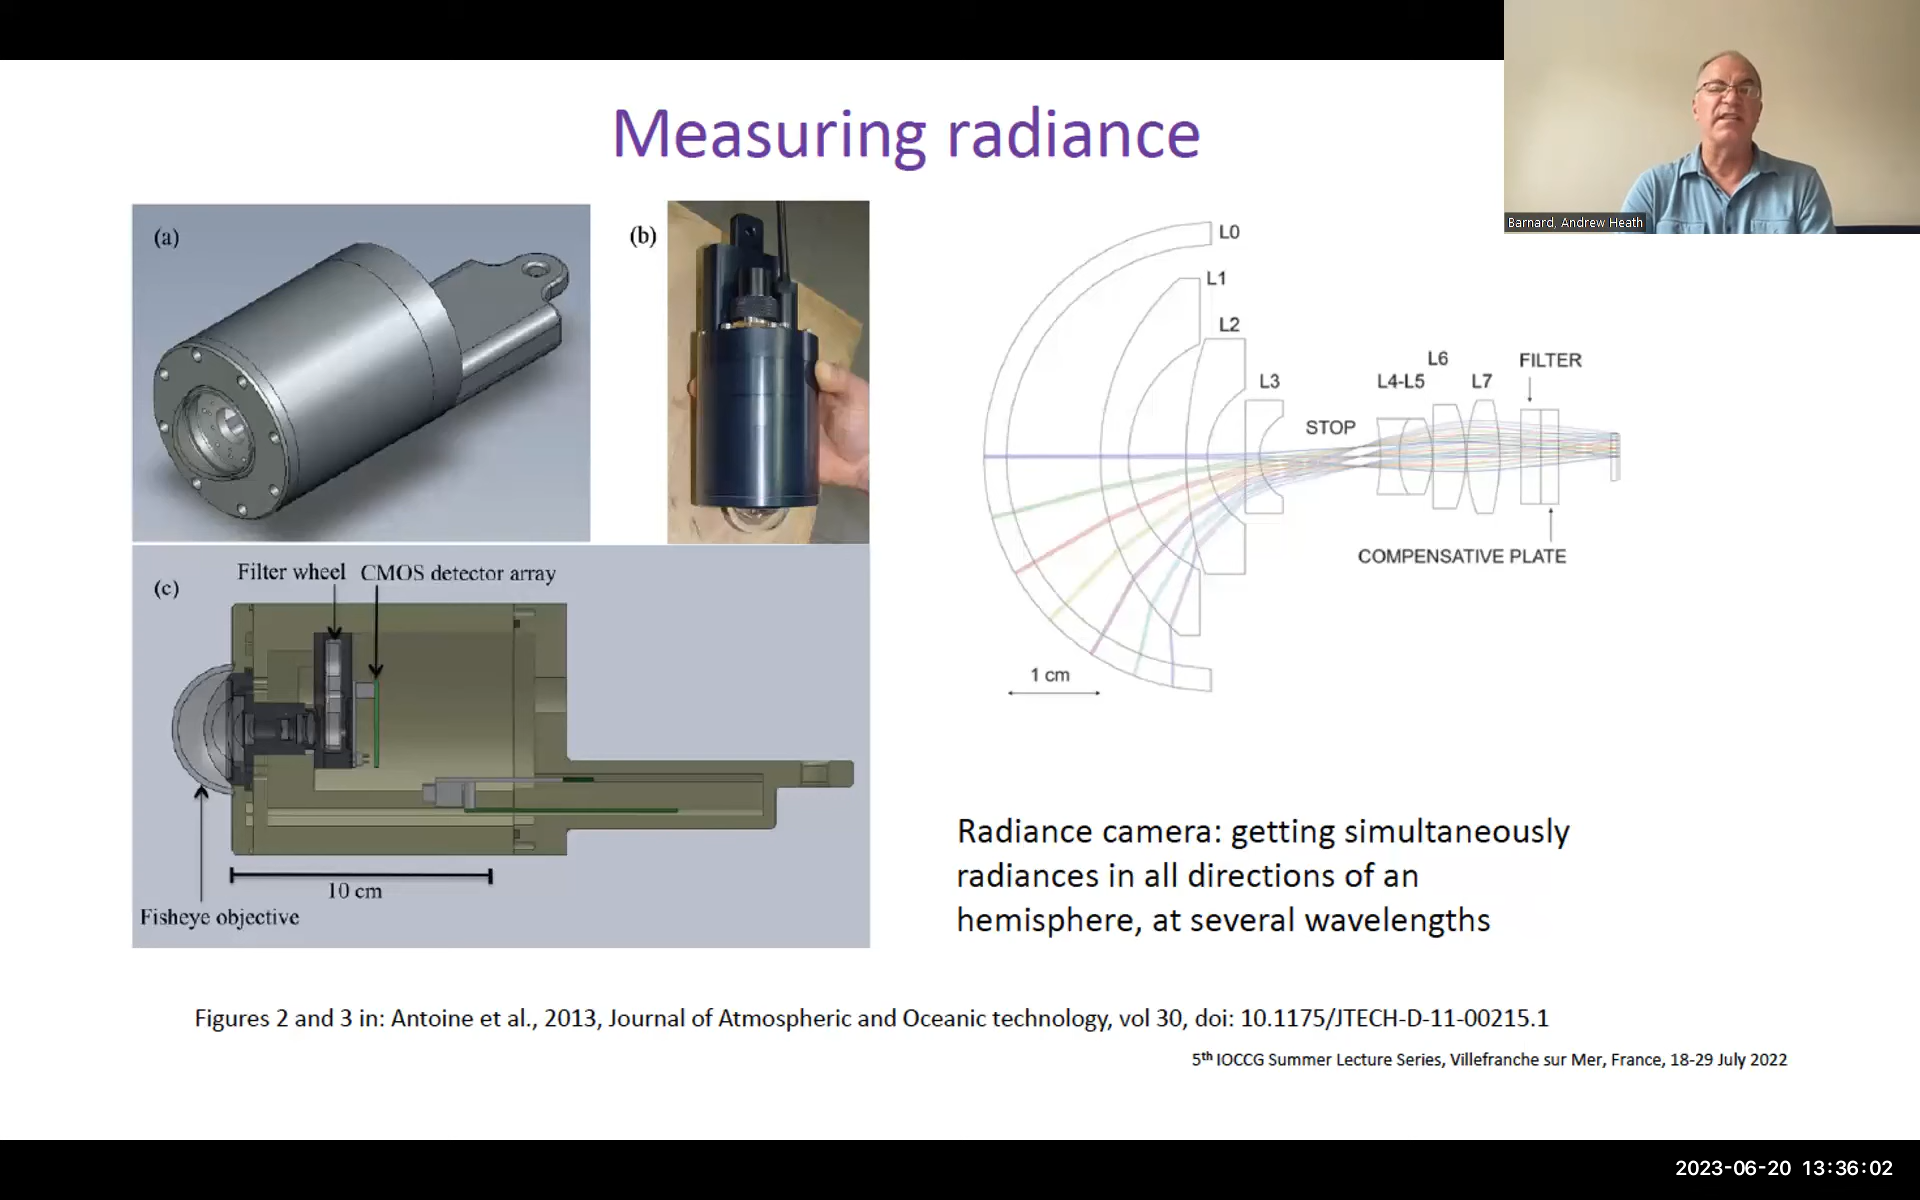 Measuring radiance
Barnard, Andrew Heath
(a)
(b)
(c)
Filter wheel
CMOS detector array
10 cm
Fisheye objective
L0
L1
L2
L3
STOP
L4-L5
L6
L7
FILTER
COMPENSATIVE PLATE
1 cm
Radiance camera: getting simultaneously
radiances in all directions of an
hemisphere, at several wavelengths
Figures 2 and 3 in: Antoine et al., 2013, Journal of Atmospheric and Oceanic technology, vol 30, doi: 10.1175/JTECH-D-11-00215.1
5th IOCCG Summer Lecture Series, Villefranche sur Mer, France, 18-29 July 2022
2023-06-20 13:36:02